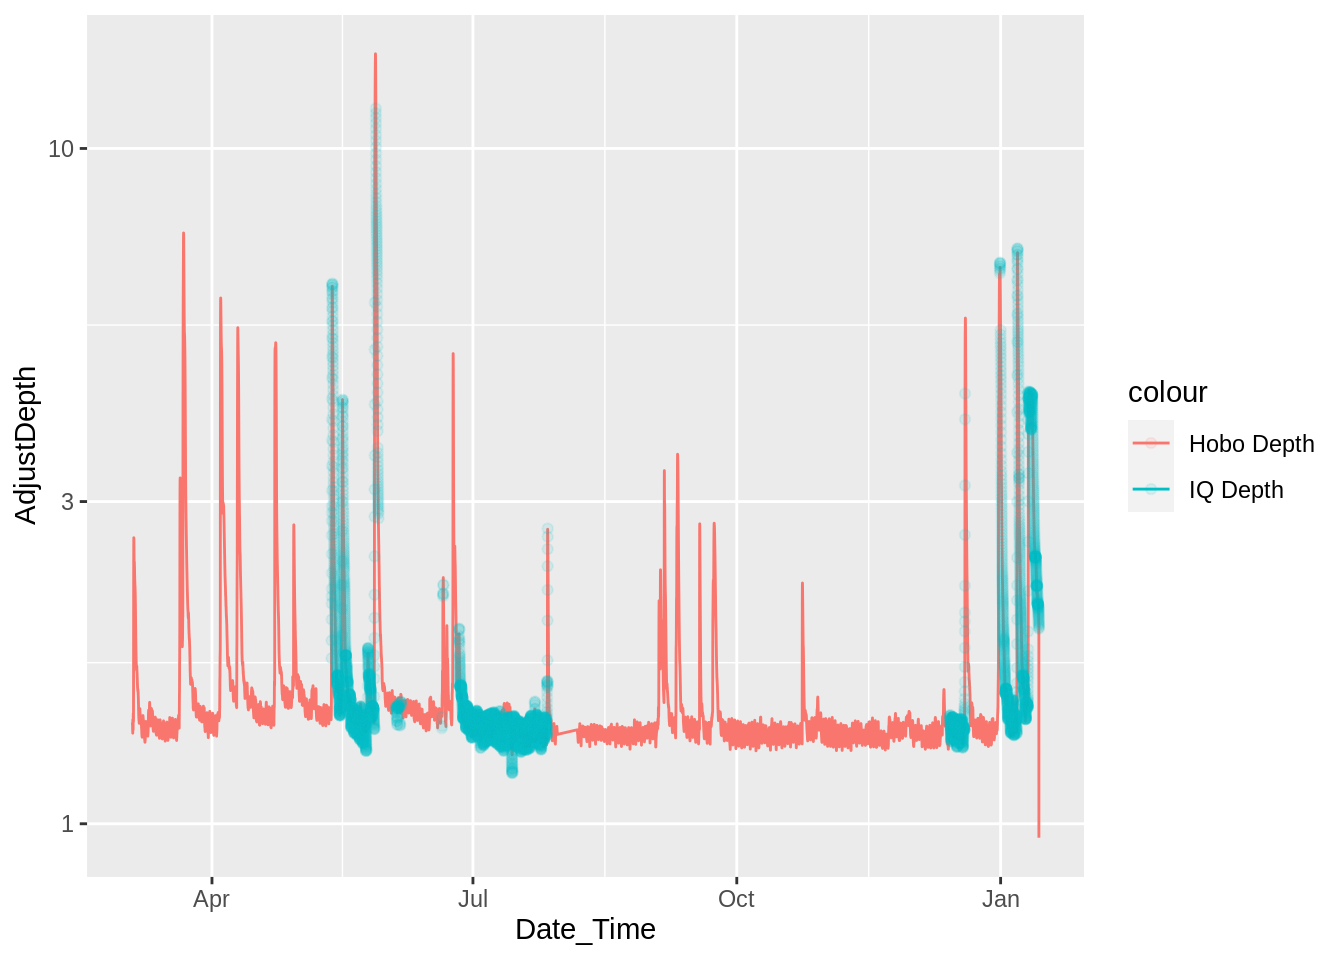 AdjustDepth
10
3
1
Apr
Jul
Oct
Jan
Date_Time
colour
Hobo Depth
IQ Depth